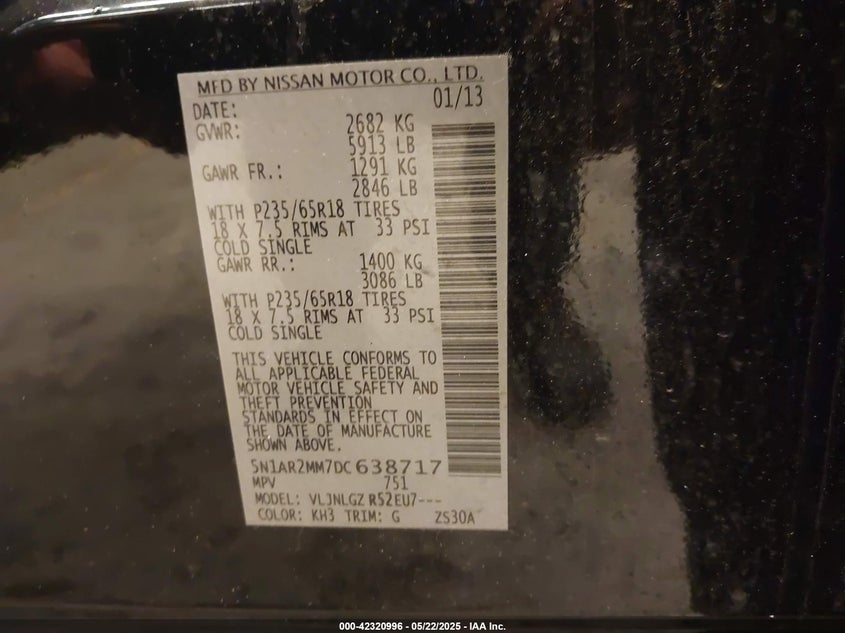 MFD BY NISSAN MOTOR CO., LTD.
DATE: 01/13
GVWR: 2682 KG
5913 LB
GAWR FR.: 1291 KG
2846 LB
WITH P235/65R18 TIRES
18 X 7.5 RIMS AT 33 PSI
COLD SINGLE
GAWR RR.: 1400 KG
3086 LB
WITH P235/65R18 TIRES
18 X 7.5 RIMS AT 33 PSI
COLD SINGLE
THIS VEHICLE CONFORMS TO
ALL APPLICABLE FEDERAL
MOTOR VEHICLE SAFETY AND
THEFT PREVENTION
STANDARDS IN EFFECT ON
THE DATE OF MANUFACTURE
SHOWN ABOVE.
5N1AR2MM7DC638717
MPV 751
MODEL: VLJNLGZ R52EU7---
COLOR: KH3 TRIM: G ZS30A
000-42320996 - 05/22/2025 - IAA Inc.